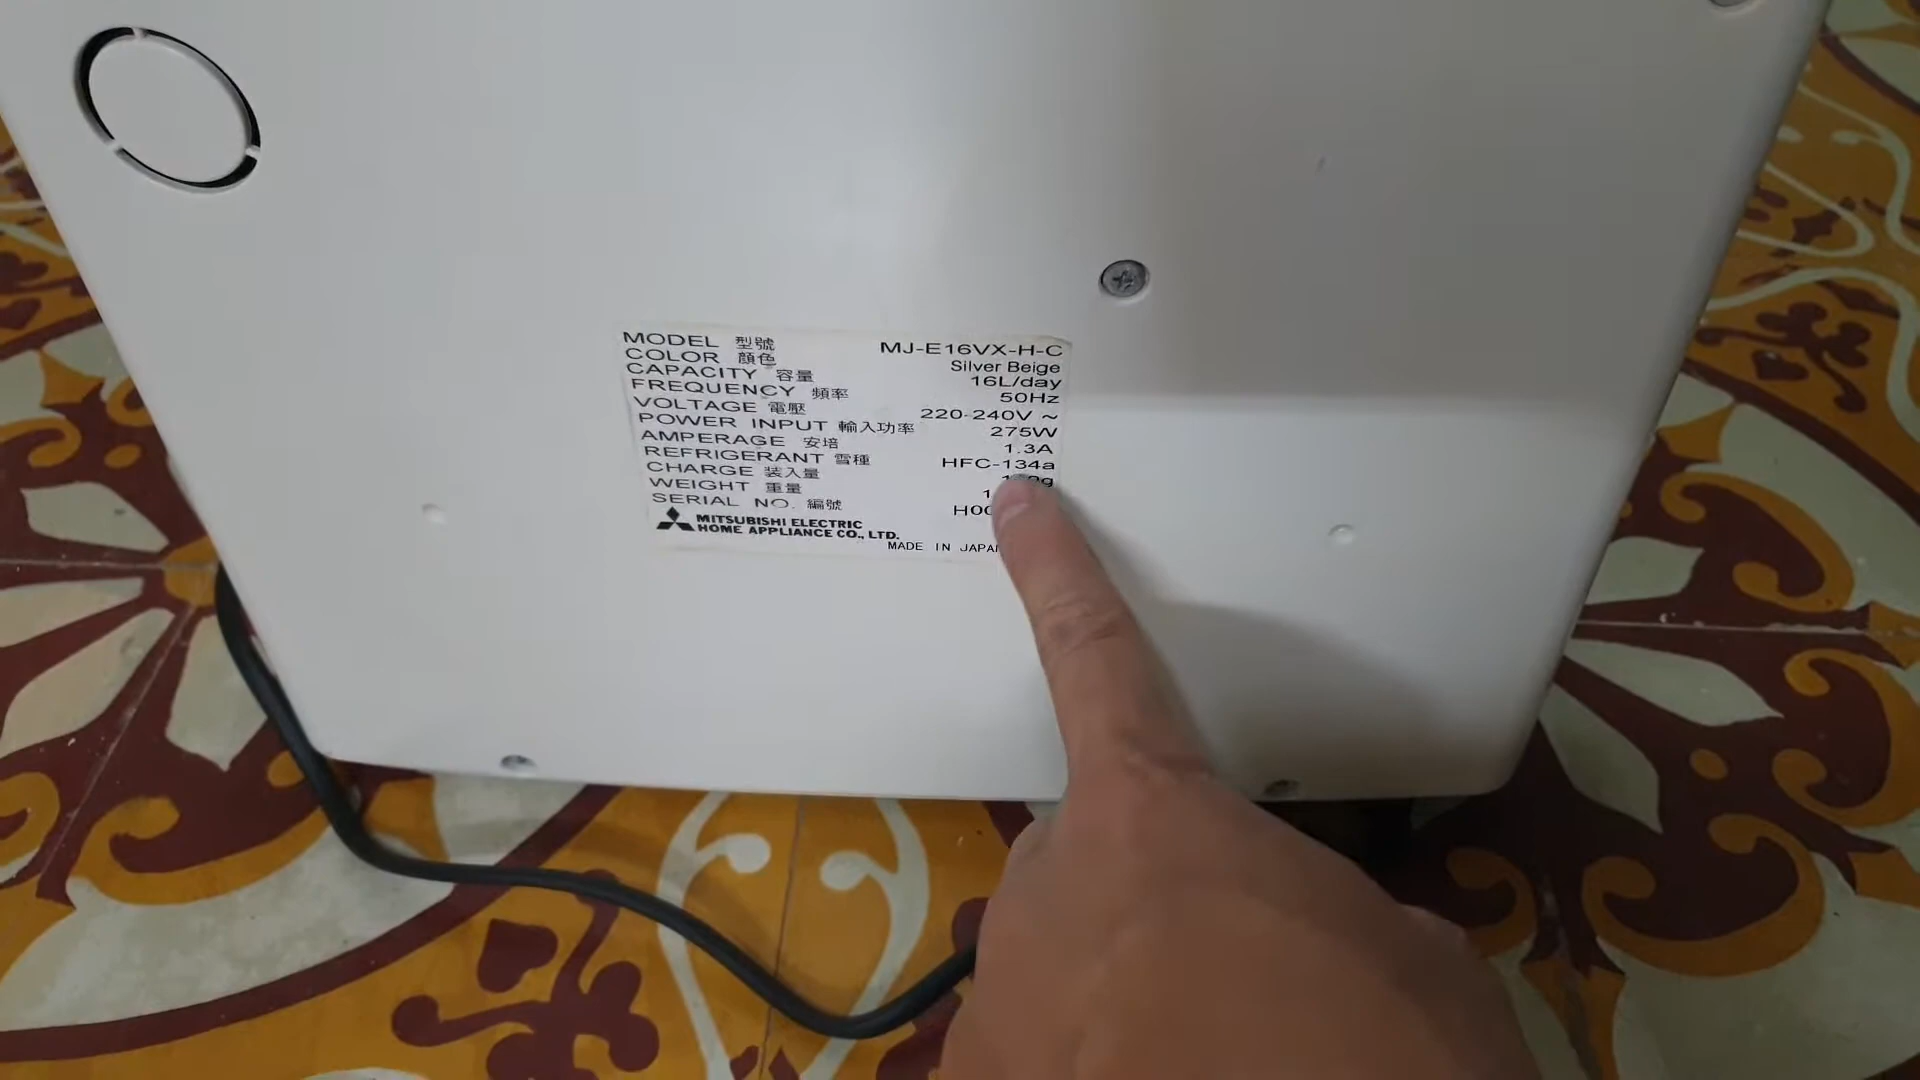 MODEL 型號 MJ-E16VX-H-C
COLOR 顔色 Silver Beige
CAPACITY 容量 16L/day
FREQUENCY 頻率 50Hz
VOLTAGE 電壓 220-240V ~
POWER INPUT 輸入功率 275W
AMPERAGE 安培 1.3A
REFRIGERANT 雪種 HFC-134a
CHARGE 装入量
WEIGHT 重量
SERIAL NO. 編號
MITSUBISHI ELECTRIC
HOME APPLIANCE CO., LTD.
MADE IN JAPAN